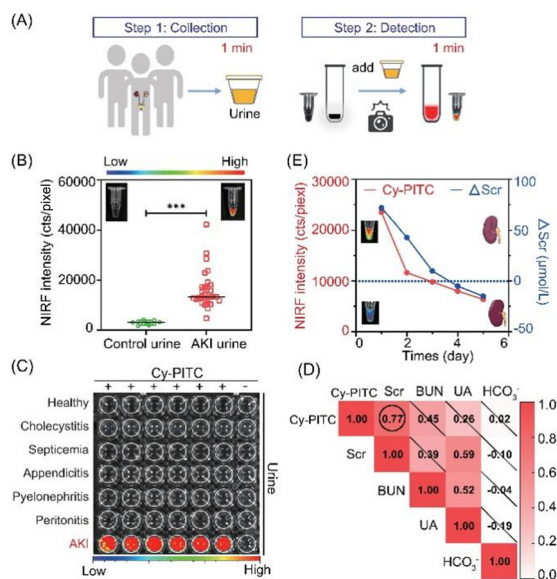 (A)
Step 1: Collection
1 min
Urine
Step 2: Detection
1 min
add
(B)
Low
High
NIRF intensity (cts/pixel)
60000
40000
20000
0
***
Control urine
AKI urine
(E)
Cy-PITC
△Scr
NIRF intensity (cts/piexl)
30000
20000
10000
0
△Scr (μmol/L)
100
50
0
-50
0
2
4
6
Times (day)
(C)
Cy-PITC
+ + + + + + -
Healthy
Cholecystitis
Septicemia
Appendicitis
Pyelonephritis
Peritonitis
AKI
Urine
Low
High
(D)
Cy-PITC Scr BUN UA HCO₃⁻
Cy-PITC 1.00 0.77 0.45 0.26 0.02
Scr 1.00 0.39 0.59 -0.10
BUN 1.00 0.52 -0.04
UA 1.00 -0.19
HCO₃⁻ 1.00
1.0
0.8
0.6
0.4
0.2
0.0